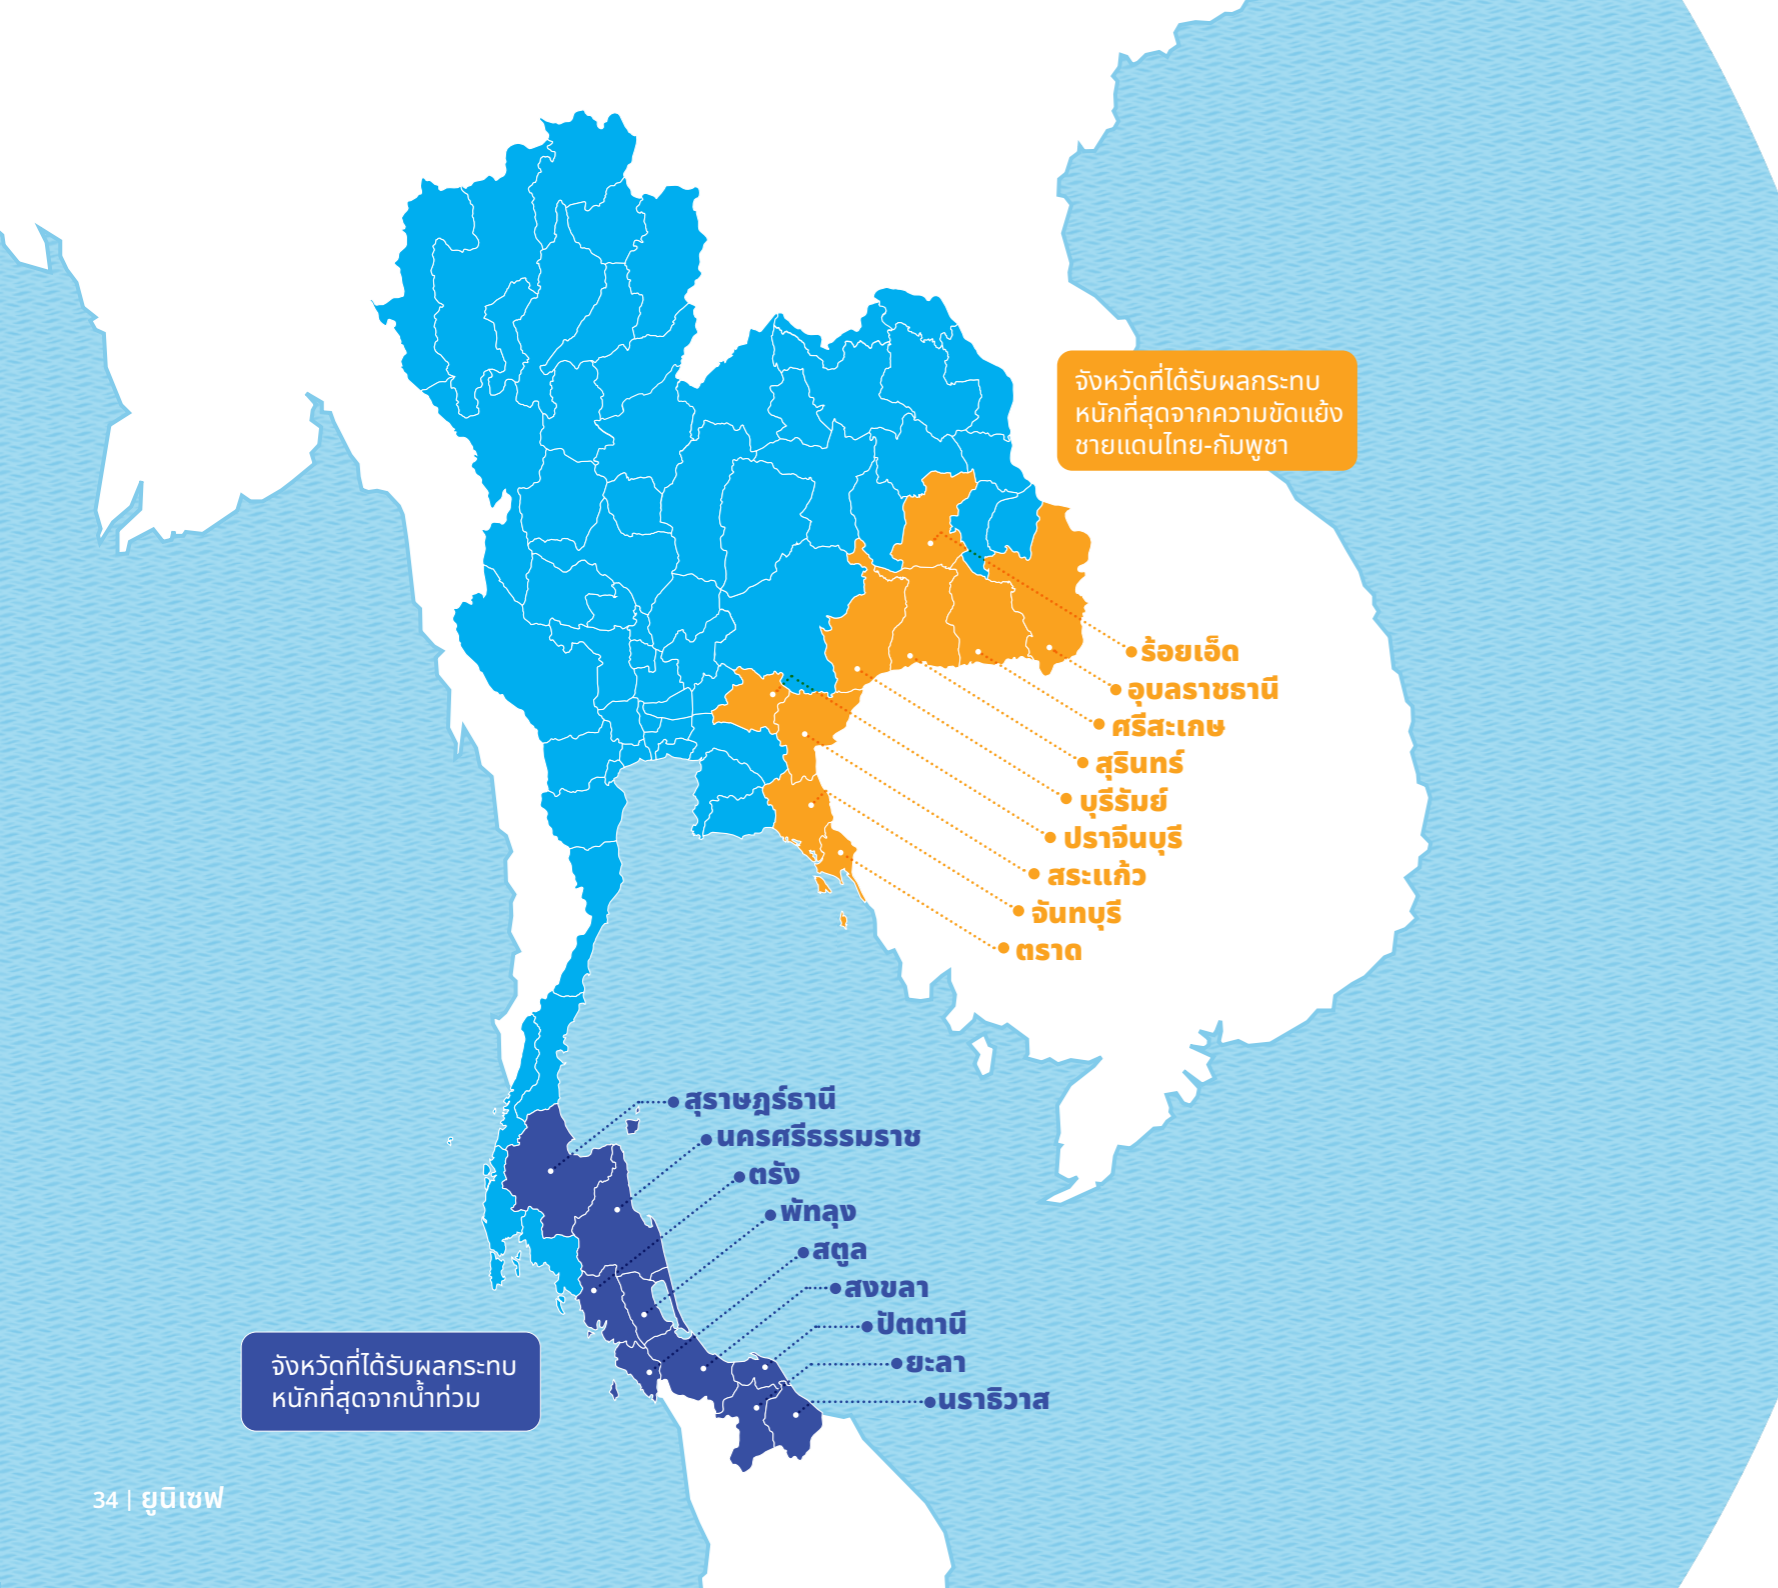 จังหวัดที่ได้รับผลกระทบ
หนักที่สุดจากความขัดแย้ง
ชายแดนไทย-กัมพูชา
ร้อยเอ็ด
อุบลราชธานี
ศรีสะเกษ
สุรินทร์
บุรีรัมย์
ปราจีนบุรี
สระแก้ว
จันทบุรี
ตราด
สุราษฎร์ธานี
นครศรีธรรมราช
ตรัง
พัทลุง
สตูล
สงขลา
ปัตตานี
ยะลา
นราธิวาส
จังหวัดที่ได้รับผลกระทบ
หนักที่สุดจากน้ำท่วม
34 | ยูนิเซฟ